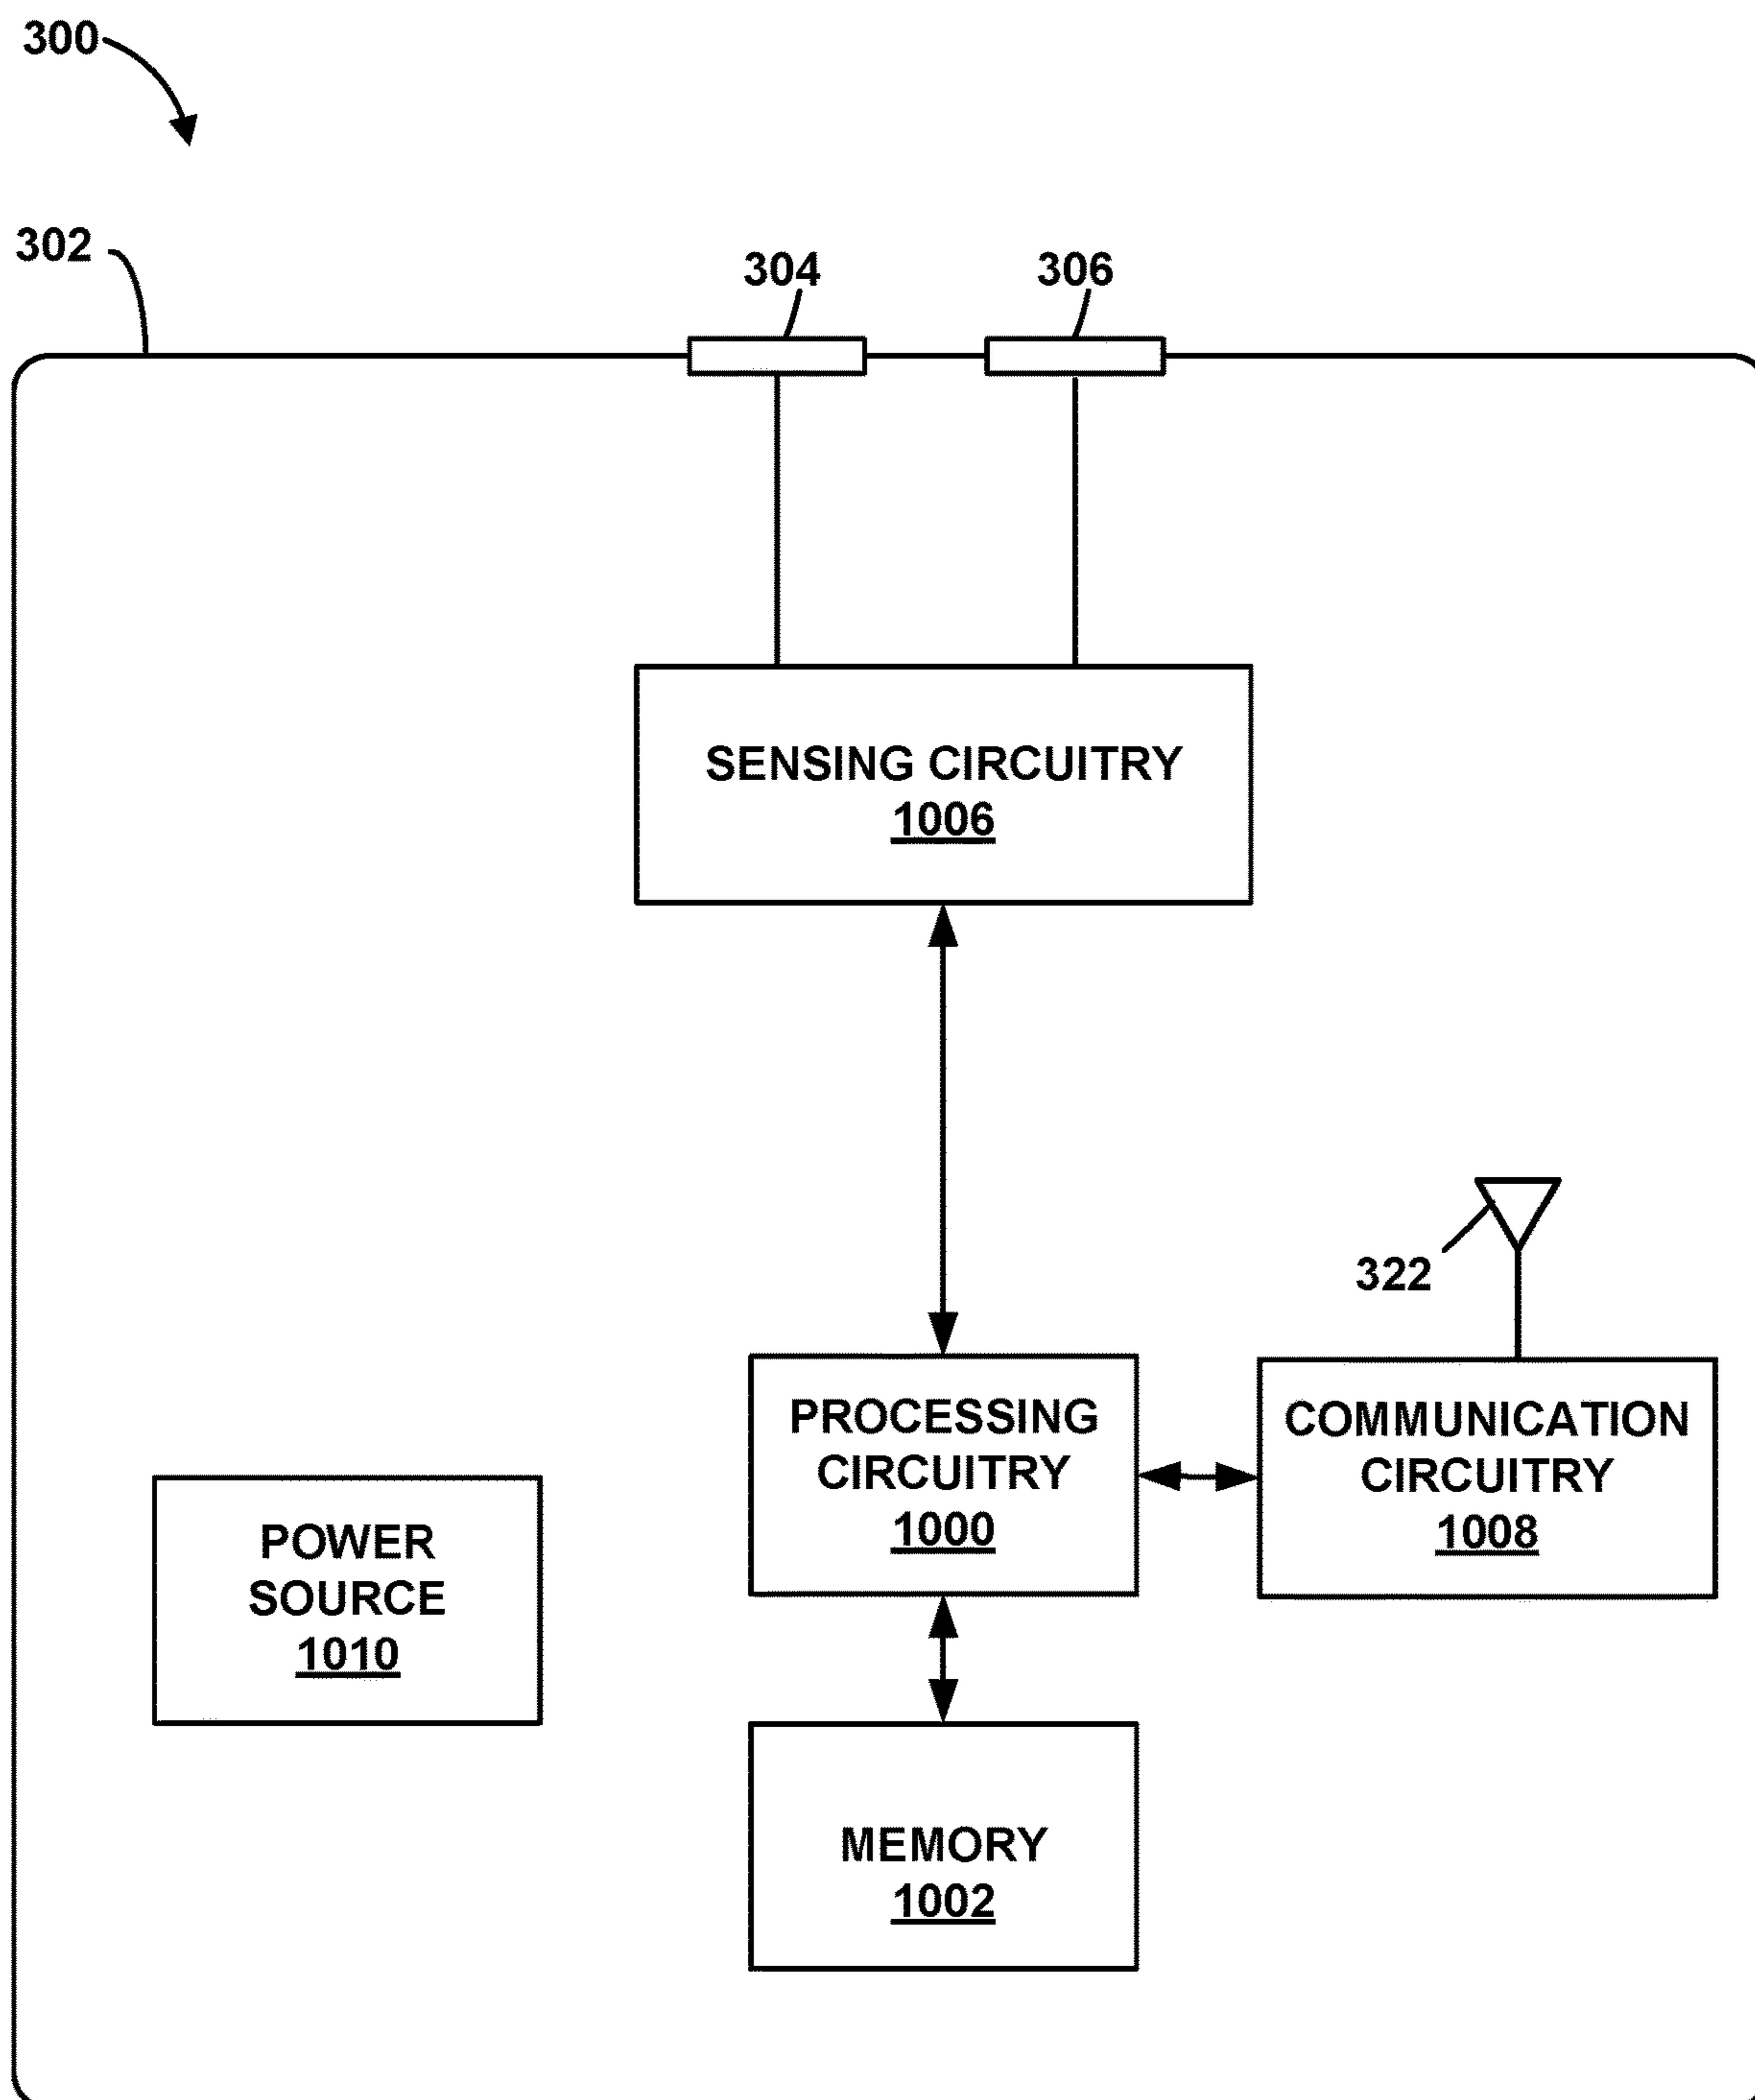 300
302
304
306
SENSING CIRCUITRY
1006
322
PROCESSING
CIRCUITRY
1000
COMMUNICATION
CIRCUITRY
1008
POWER
SOURCE
1010
MEMORY
1002